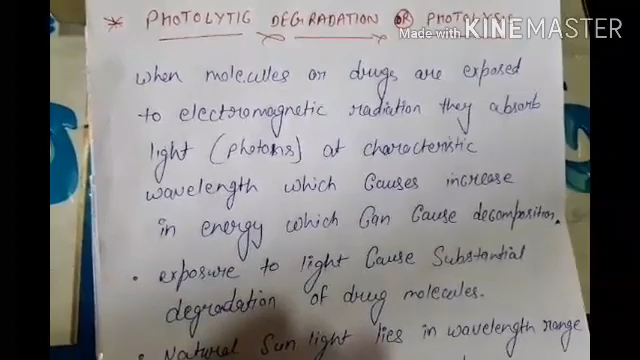 * PHOTOLYTIC DEGRADATION OR PHOTOLYSIS
Made with KINEMASTER
when molecules or drugs are exposed
to electromagnetic radiation they absorb
light (photons) at characteristic
wavelength which causes increase
in energy which can cause decomposition.
• exposure to light cause substantial
degradation of drug molecules.
• Natural Sun light lies in wavelength range